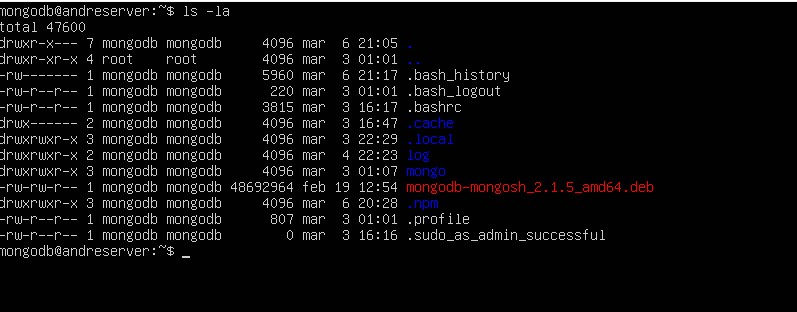 mongodb@andreserver:~$ ls -la
total 47600
drwxr-x--- 7 mongodb mongodb     4096 mar  6 21:05 .
drwxr-xr-x 4 root    root        4096 mar  3 01:01 ..
-rw------- 1 mongodb mongodb     5960 mar  6 21:17 .bash_history
-rw-r--r-- 1 mongodb mongodb      220 mar  3 01:01 .bash_logout
-rw-r--r-- 1 mongodb mongodb     3815 mar  3 16:17 .bashrc
drwx------ 2 mongodb mongodb     4096 mar  3 16:47 .cache
drwxrwxr-x 3 mongodb mongodb     4096 mar  3 22:29 .local
drwxrwxr-x 2 mongodb mongodb     4096 mar  4 22:23 log
drwxrwxr-x 3 mongodb mongodb     4096 mar  3 01:07 mongo
-rw-rw-r-- 1 mongodb mongodb 48692964 feb 19 12:54 mongodb-mongosh_2.1.5_amd64.deb
drwxrwxr-x 3 mongodb mongodb     4096 mar  6 20:28 .npm
-rw-r--r-- 1 mongodb mongodb      807 mar  3 01:01 .profile
-rw-r--r-- 1 mongodb mongodb        0 mar  3 16:16 .sudo_as_admin_successful
mongodb@andreserver:~$ _